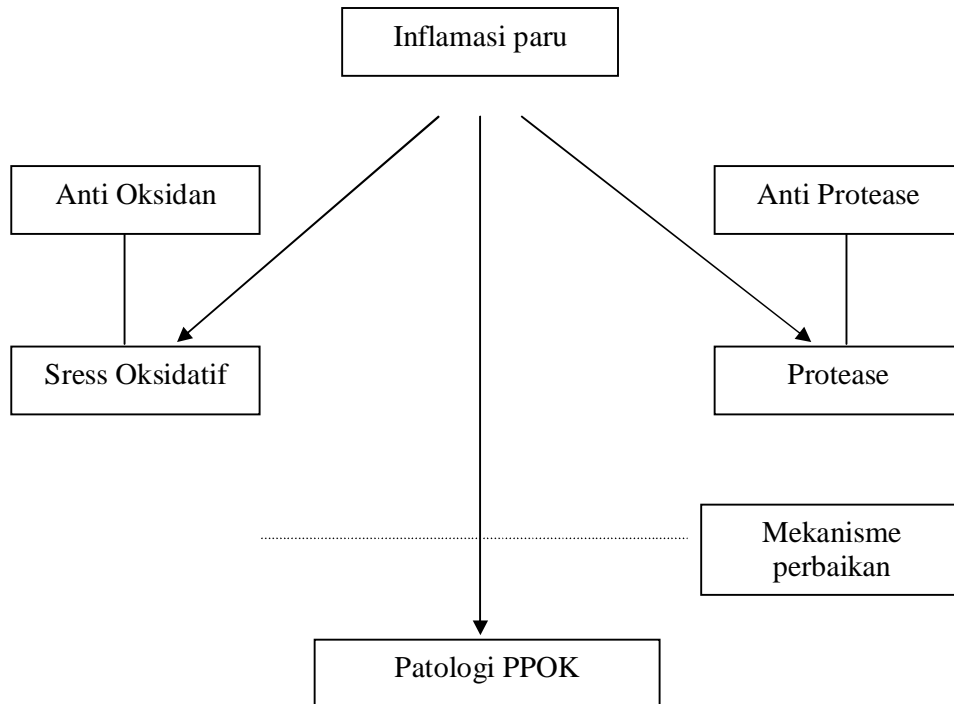 Inflamasi paru
Anti Oksidan
Anti Protease
Sress Oksidatif
Protease
Mekanisme
perbaikan
Patologi PPOK